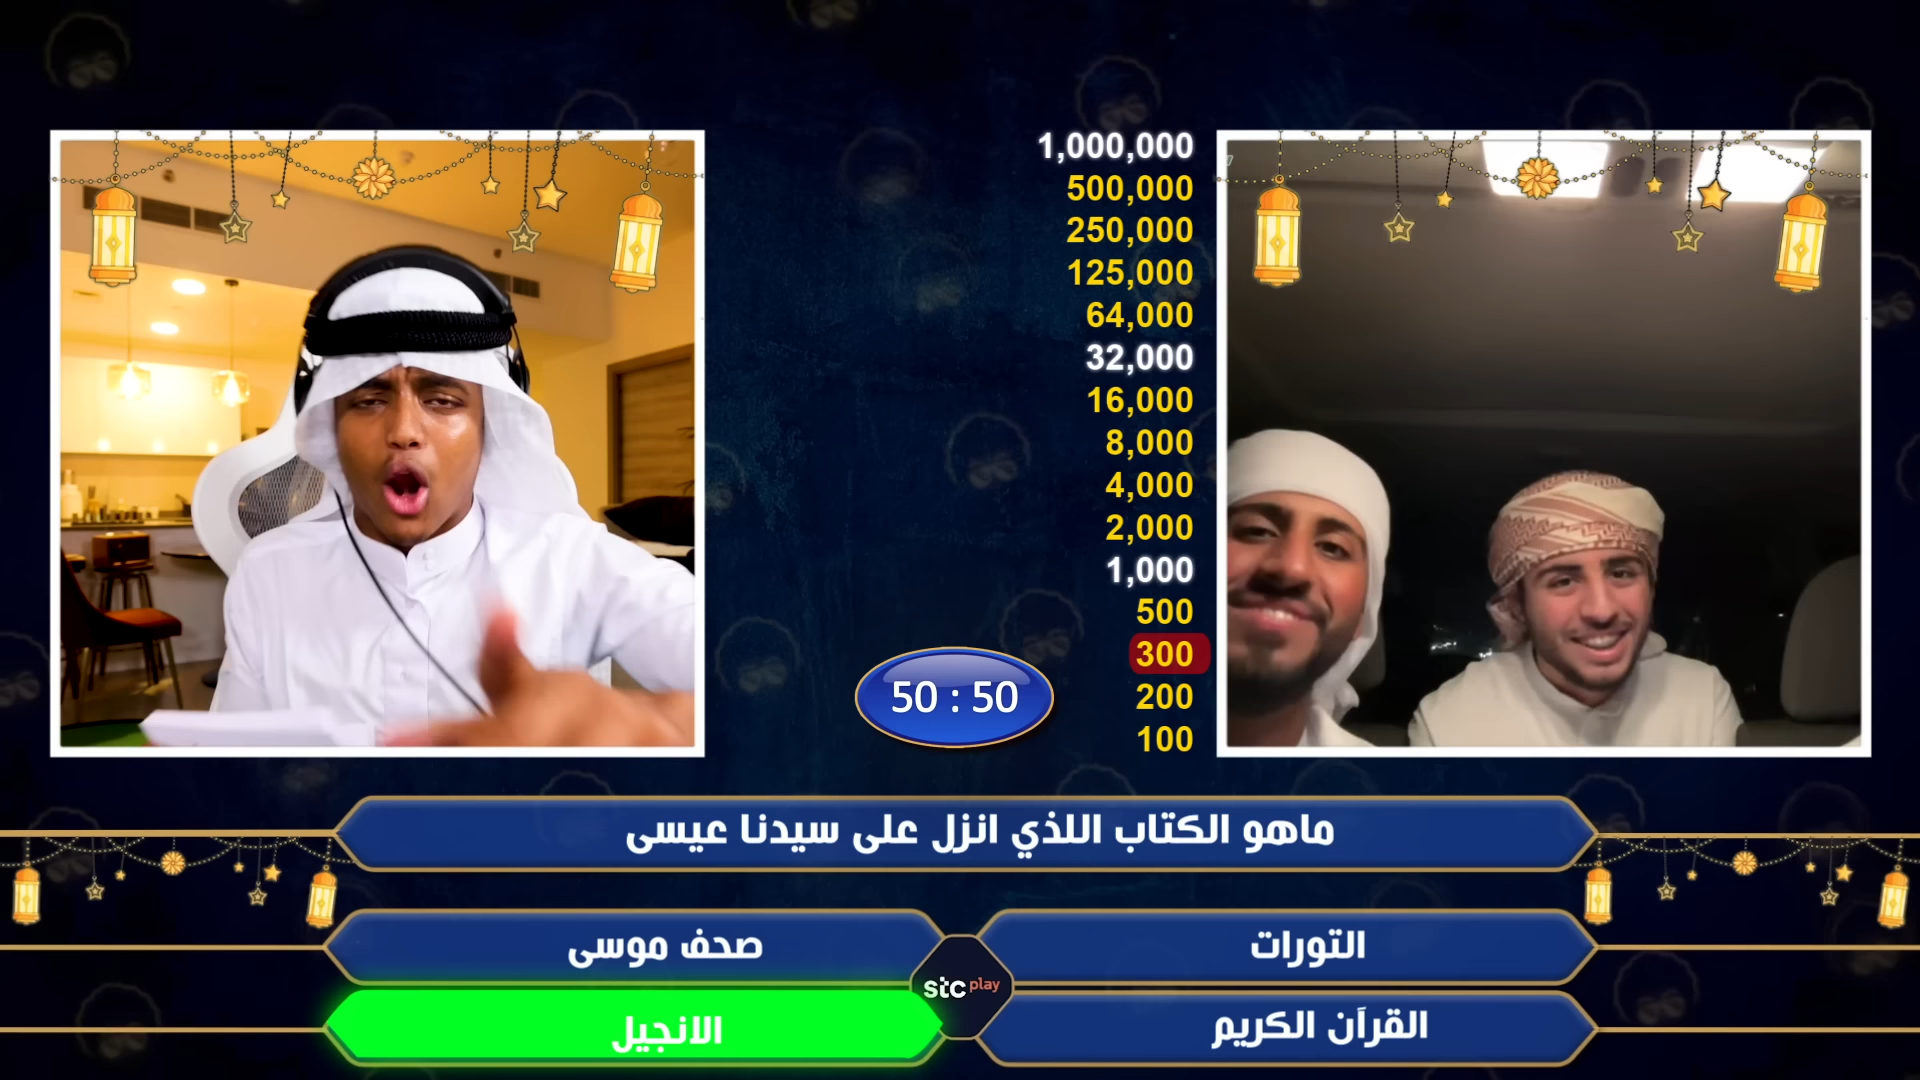 1,000,000
500,000
250,000
125,000
64,000
32,000
16,000
8,000
4,000
2,000
1,000
500
300
200
100
50 : 50
ماهو الكتاب اللذي انزل على سيدنا عيسى
التورات
صحف موسى
stc play
القرآن الكريم
الانجيل